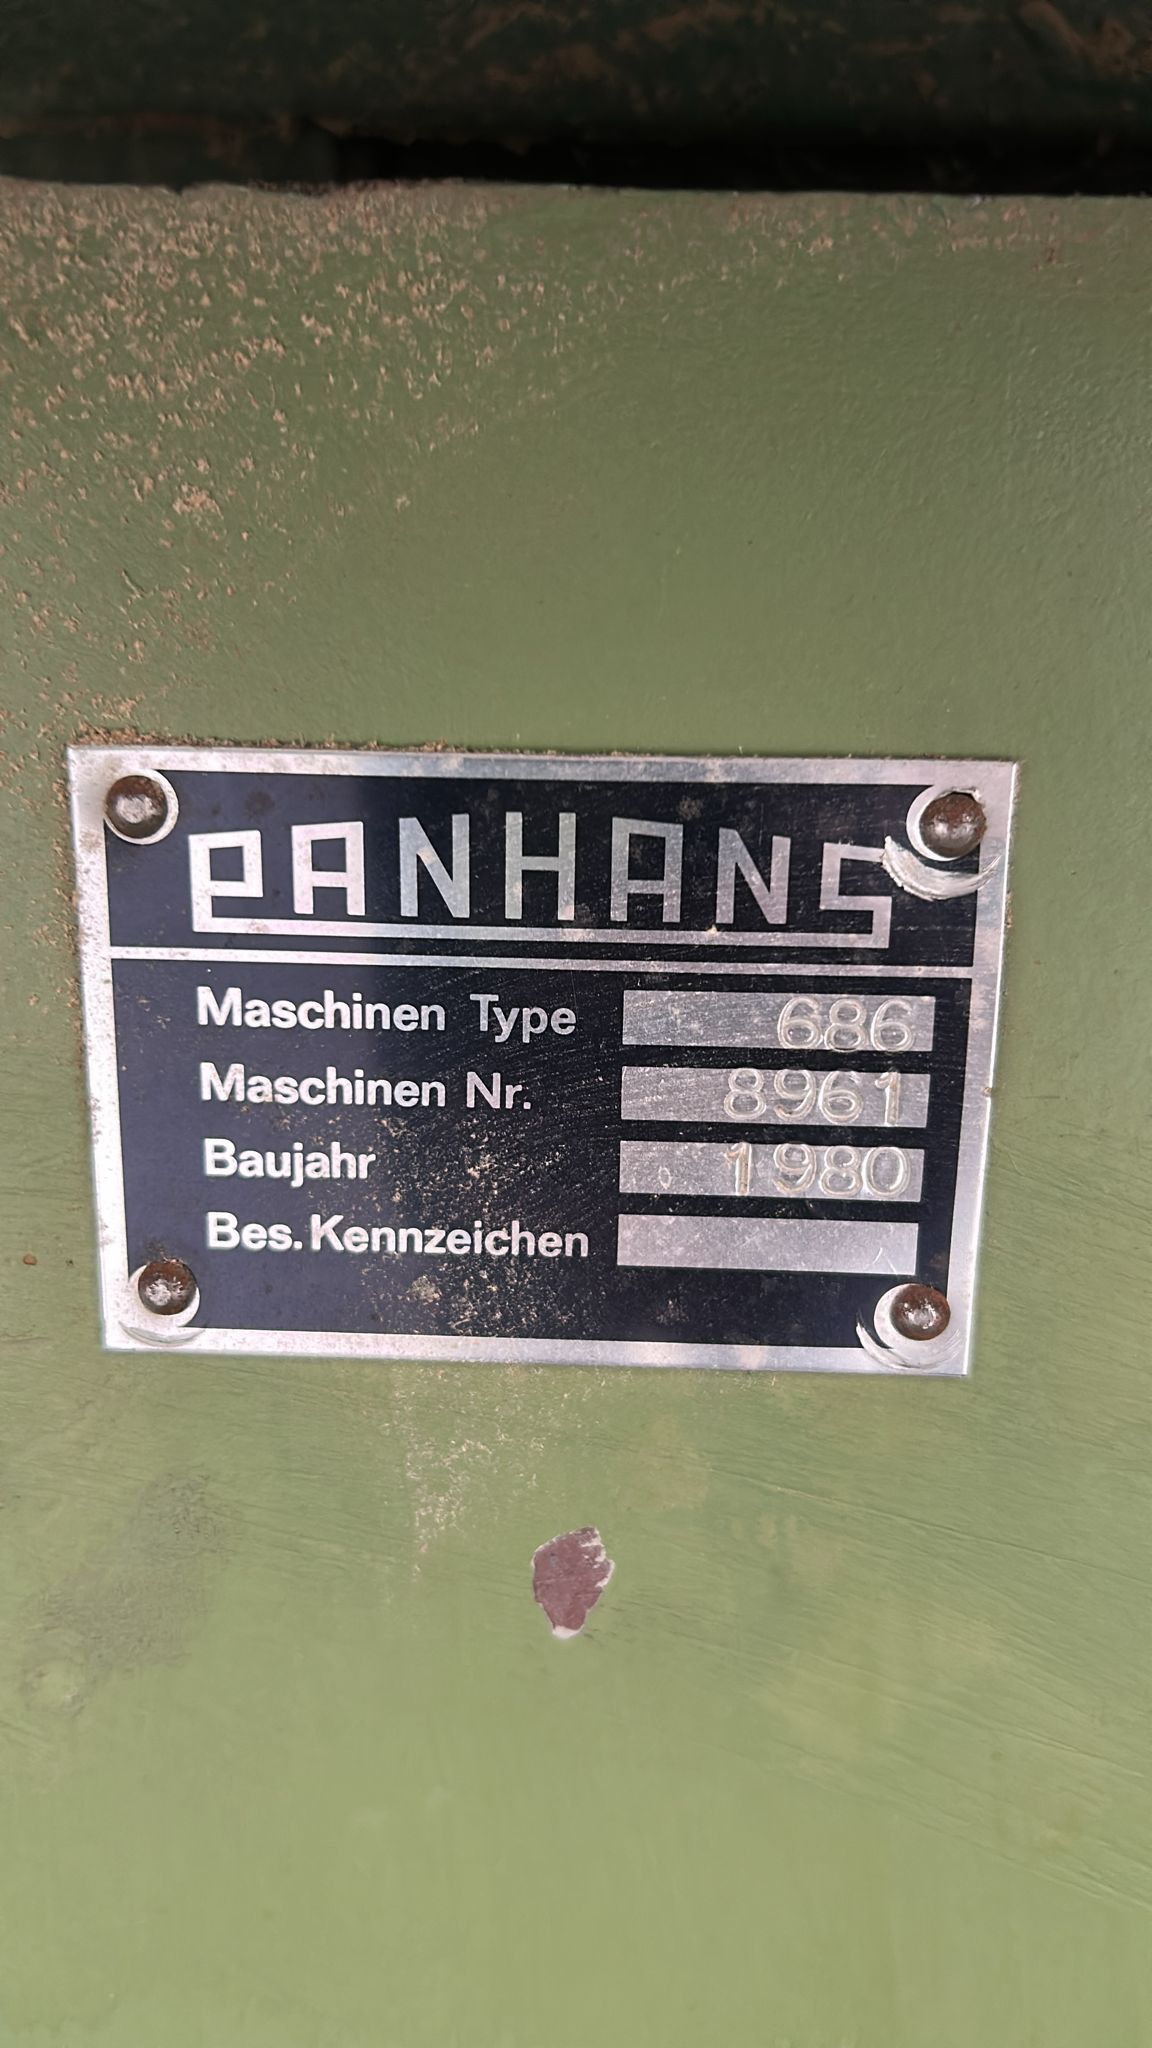 PANHANS
Maschinen Type 686
Maschinen Nr. 8961
Baujahr 1980
Bes. Kennzeichen